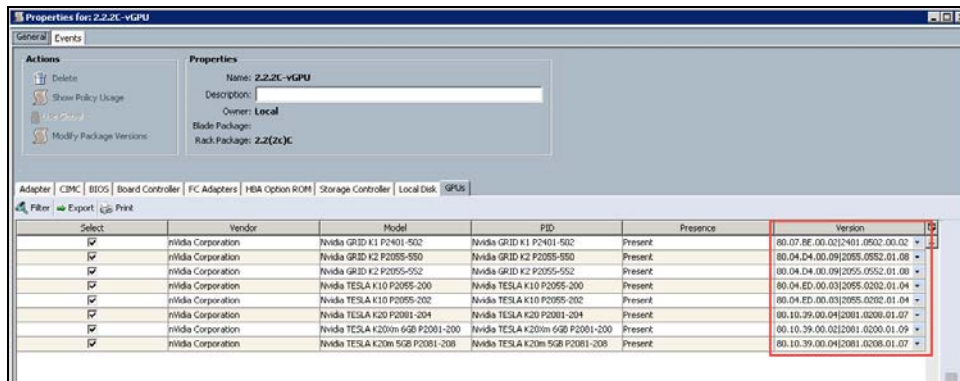 Properties for: 2.2.2C-vGPU
General Events
Actions
Delete
Show Policy Usage
Use Global
Modify Package Versions
Properties
Name: 2.2.2C-vGPU
Description:
Owner: Local
Blade Package:
Rack Package: 2.2(2c)C
Adapter CIMC BIOS Board Controller FC Adapters HBA Option ROM Storage Controller Local Disk GPUs
Filter Export Print
Select Vendor Model PID Presence Version
nVidia Corporation Nvidia GRID K1 P2401-502 Nvidia GRID K1 P2401-502 Present 80.07.BE.00.02|2401.0502.00.02
nVidia Corporation Nvidia GRID K2 P2055-550 Nvidia GRID K2 P2055-550 Present 80.04.D4.00.09|2055.0552.01.08
nVidia Corporation Nvidia GRID K2 P2055-552 Nvidia GRID K2 P2055-552 Present 80.04.D4.00.09|2055.0552.01.08
nVidia Corporation Nvidia TESLA K10 P2055-200 Nvidia TESLA K10 P2055-200 Present 80.04.ED.00.03|2055.0202.01.04
nVidia Corporation Nvidia TESLA K10 P2055-202 Nvidia TESLA K10 P2055-202 Present 80.04.ED.00.03|2055.0202.01.04
nVidia Corporation Nvidia TESLA K20 P2081-204 Nvidia TESLA K20 P2081-204 Present 80.10.39.00.04|2081.0208.01.07
nVidia Corporation Nvidia TESLA K20Xm 6GB P2081-200 Nvidia TESLA K20Xm 6GB P2081-200 Present 80.10.39.00.02|2081.0200.01.09
nVidia Corporation Nvidia TESLA K20m 5GB P2081-208 Nvidia TESLA K20m 5GB P2081-208 Present 80.10.39.00.04|2081.0208.01.07